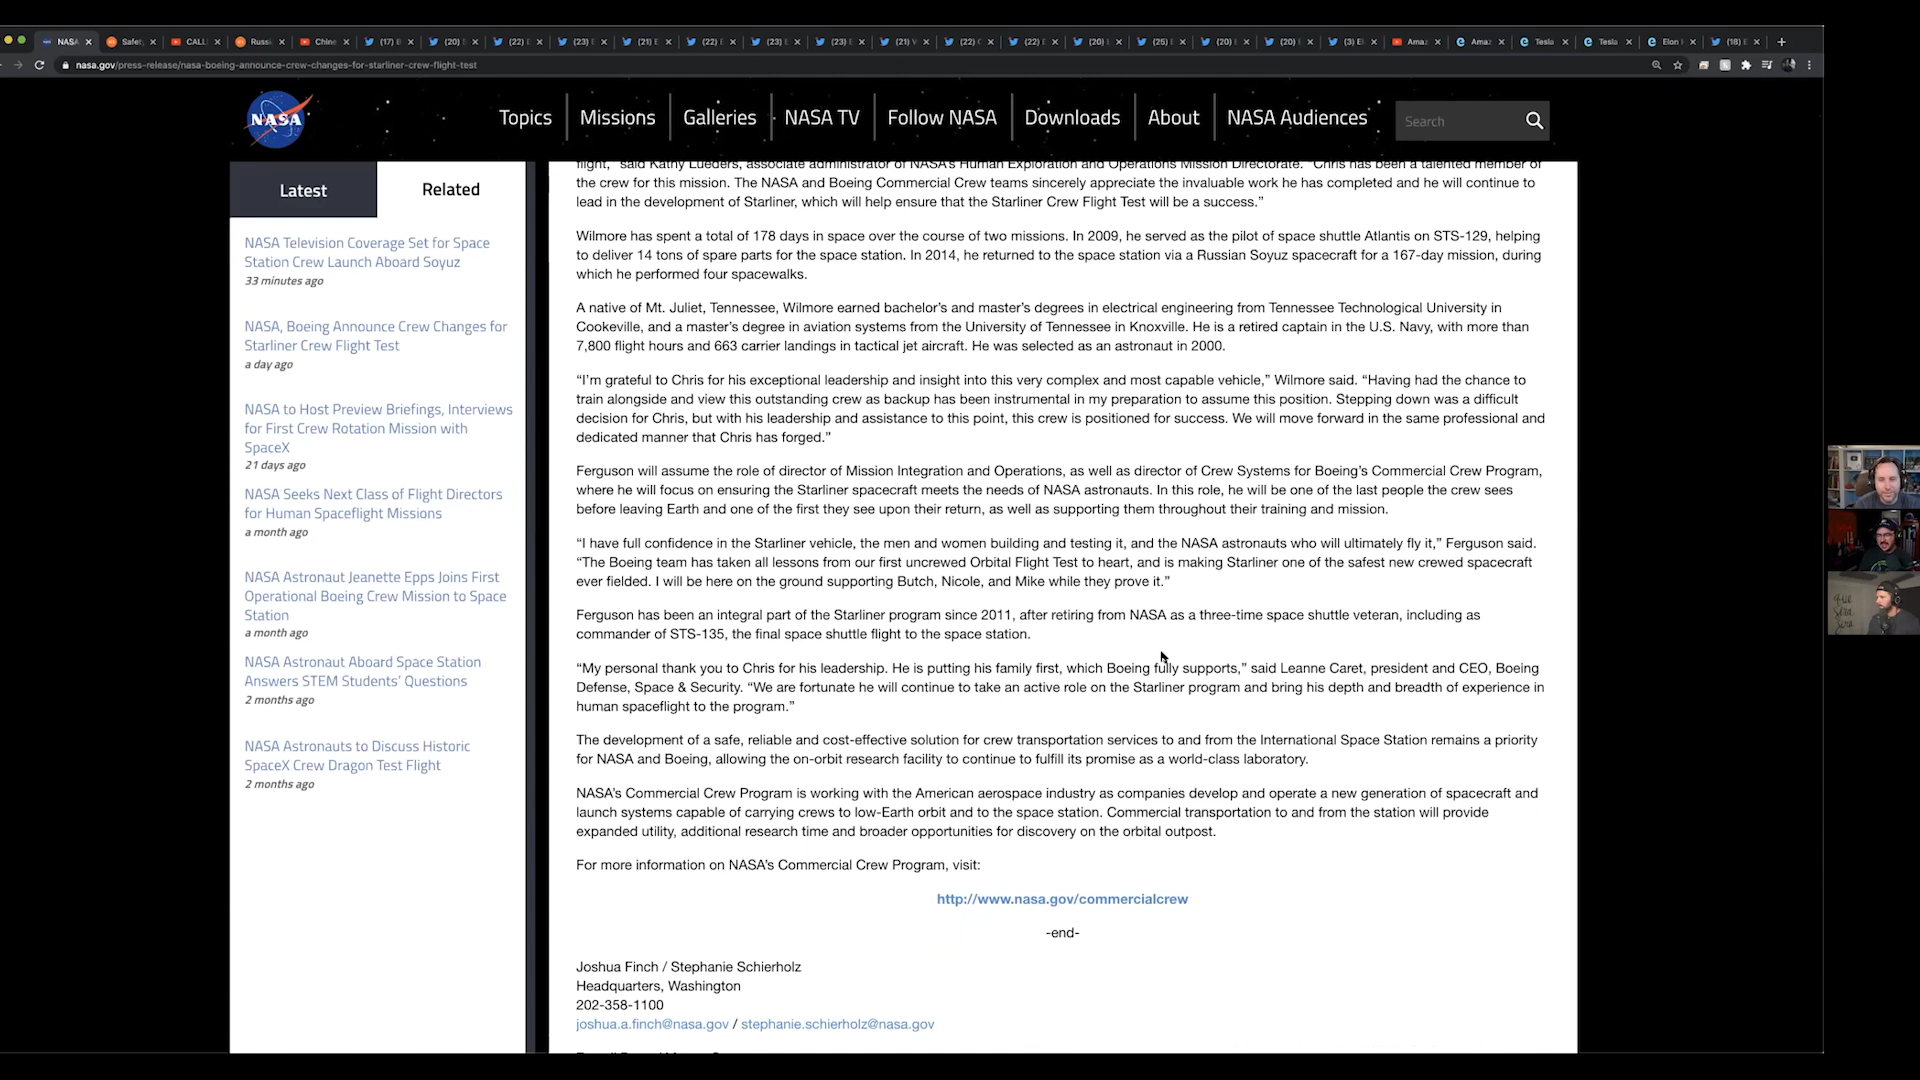 NASA
Safet
CALL
Russi
Chine
(17) E
(20)
(22) E
(23) E
(21) E
(22) E
(23) E
(23) E
(21) V
(22) C
(22) E
(20) L
(25) E
(20) E
(20) E
(3) El
Amaz
Amaz
Tesla
Tesla
Elon
(18) E
nasa.gov/press-release/nasa-boeing-announce-crew-changes-for-starliner-crew-flight-test
NASA
Topics
Missions
Galleries
NASA TV
Follow NASA
Downloads
About
NASA Audiences
Search
Latest
Related
NASA Television Coverage Set for Space
Station Crew Launch Aboard Soyuz
33 minutes ago
NASA, Boeing Announce Crew Changes for
Starliner Crew Flight Test
a day ago
NASA to Host Preview Briefings, Interviews
for First Crew Rotation Mission with
SpaceX
21 days ago
NASA Seeks Next Class of Flight Directors
for Human Spaceflight Missions
a month ago
NASA Astronaut Jeanette Epps Joins First
Operational Boeing Crew Mission to Space
Station
a month ago
NASA Astronaut Aboard Space Station
Answers STEM Students’ Questions
2 months ago
NASA Astronauts to Discuss Historic
SpaceX Crew Dragon Test Flight
2 months ago
flight,” said Kathy Lueders, associate administrator of NASA’s Human Exploration and Operations Mission Directorate. “Chris has been a talented member of
the crew for this mission. The NASA and Boeing Commercial Crew teams sincerely appreciate the invaluable work he has completed and he will continue to
lead in the development of Starliner, which will help ensure that the Starliner Crew Flight Test will be a success.”
Wilmore has spent a total of 178 days in space over the course of two missions. In 2009, he served as the pilot of space shuttle Atlantis on STS-129, helping
to deliver 14 tons of spare parts for the space station. In 2014, he returned to the space station via a Russian Soyuz spacecraft for a 167-day mission, during
which he performed four spacewalks.
A native of Mt. Juliet, Tennessee, Wilmore earned bachelor’s and master’s degrees in electrical engineering from Tennessee Technological University in
Cookeville, and a master’s degree in aviation systems from the University of Tennessee in Knoxville. He is a retired captain in the U.S. Navy, with more than
7,800 flight hours and 663 carrier landings in tactical jet aircraft. He was selected as an astronaut in 2000.
“I’m grateful to Chris for his exceptional leadership and insight into this very complex and most capable vehicle,” Wilmore said. “Having had the chance to
train alongside and view this outstanding crew as backup has been instrumental in my preparation to assume this position. Stepping down was a difficult
decision for Chris, but with his leadership and assistance to this point, this crew is positioned for success. We will move forward in the same professional and
dedicated manner that Chris has forged.”
Ferguson will assume the role of director of Mission Integration and Operations, as well as director of Crew Systems for Boeing’s Commercial Crew Program,
where he will focus on ensuring the Starliner spacecraft meets the needs of NASA astronauts. In this role, he will be one of the last people the crew sees
before leaving Earth and one of the first they see upon their return, as well as supporting them throughout their training and mission.
“I have full confidence in the Starliner vehicle, the men and women building and testing it, and the NASA astronauts who will ultimately fly it,” Ferguson said.
“The Boeing team has taken all lessons from our first uncrewed Orbital Flight Test to heart, and is making Starliner one of the safest new crewed spacecraft
ever fielded. I will be here on the ground supporting Butch, Nicole, and Mike while they prove it.”
Ferguson has been an integral part of the Starliner program since 2011, after retiring from NASA as a three-time space shuttle veteran, including as
commander of STS-135, the final space shuttle flight to the space station.
“My personal thank you to Chris for his leadership. He is putting his family first, which Boeing fully supports,” said Leanne Caret, president and CEO, Boeing
Defense, Space & Security. “We are fortunate he will continue to take an active role on the Starliner program and bring his depth and breadth of experience in
human spaceflight to the program.”
The development of a safe, reliable and cost-effective solution for crew transportation services to and from the International Space Station remains a priority
for NASA and Boeing, allowing the on-orbit research facility to continue to fulfill its promise as a world-class laboratory.
NASA’s Commercial Crew Program is working with the American aerospace industry as companies develop and operate a new generation of spacecraft and
launch systems capable of carrying crews to low-Earth orbit and to the space station. Commercial transportation to and from the station will provide
expanded utility, additional research time and broader opportunities for discovery on the orbital outpost.
For more information on NASA’s Commercial Crew Program, visit:
http://www.nasa.gov/commercialcrew
-end-
Joshua Finch / Stephanie Schierholz
Headquarters, Washington
202-358-1100
joshua.a.finch@nasa.gov / stephanie.schierholz@nasa.gov